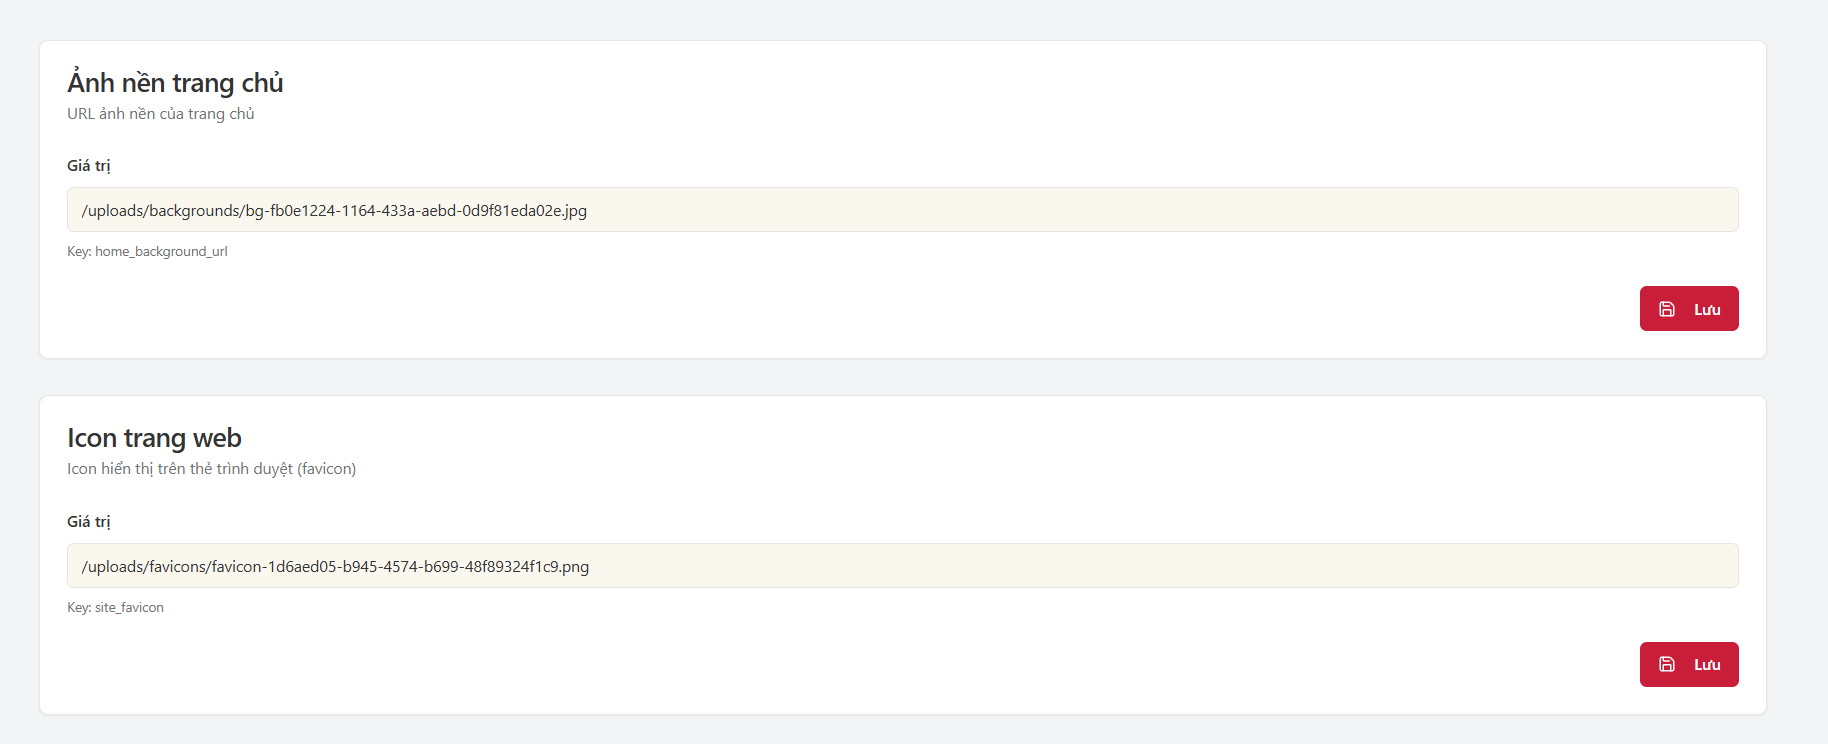 Ảnh nền trang chủ
URL ảnh nền của trang chủ
Giá trị
/uploads/backgrounds/bg-fb0e1224-1164-433a-aebd-0d9f81eda02e.jpg
Key: home_background_url
Lưu
Icon trang web
Icon hiển thị trên thẻ trình duyệt (favicon)
Giá trị
/uploads/favicons/favicon-1d6aed05-b945-4574-b699-48f89324f1c9.png
Key: site_favicon
Lưu